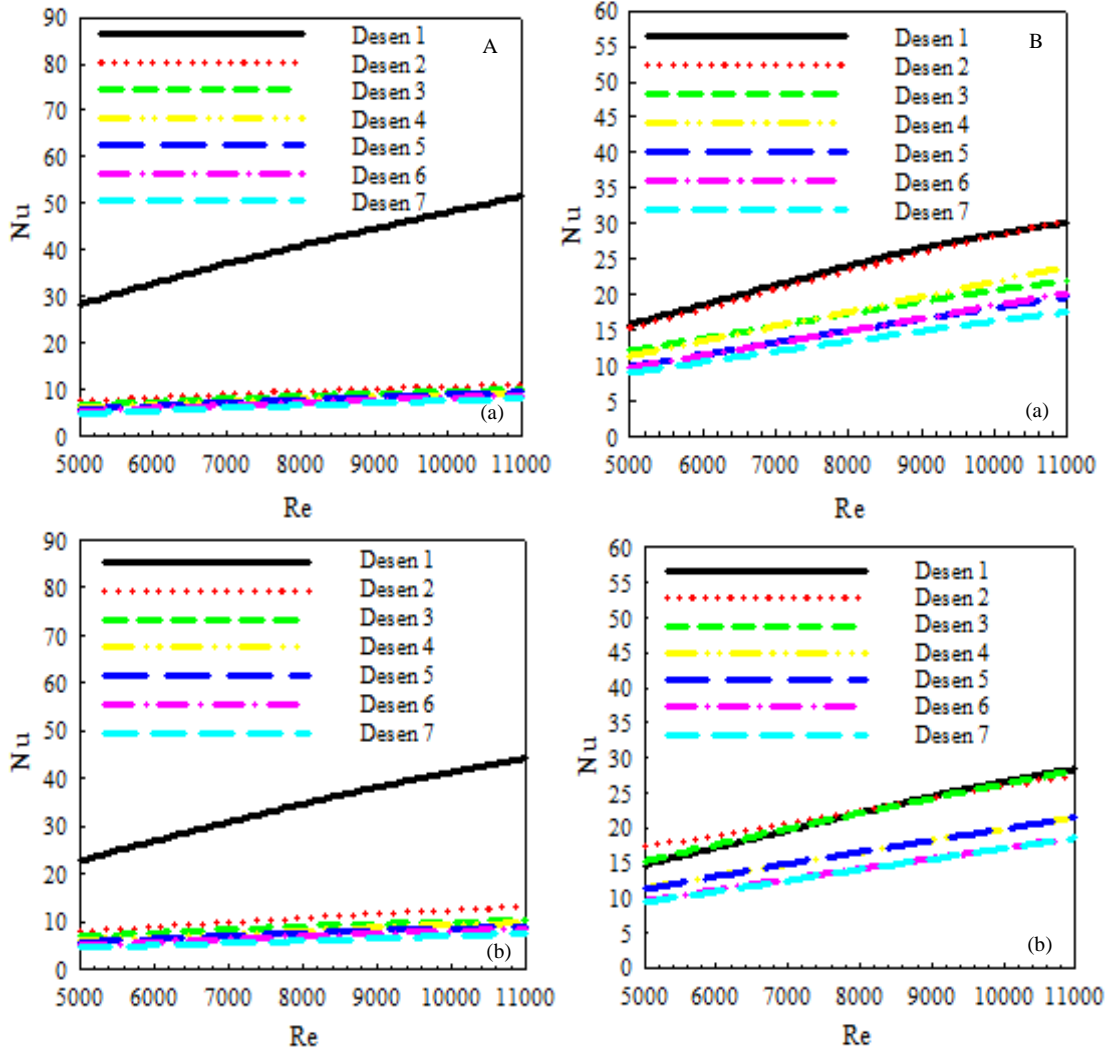 90
80
70
60
50
40
30
20
10
0
Nu
Desen 1
Desen 2
Desen 3
Desen 4
Desen 5
Desen 6
Desen 7
A
(a)
5000 6000 7000 8000 9000 10000 11000
Re
60
55
50
45
40
35
30
25
20
15
10
5
0
Nu
Desen 1
Desen 2
Desen 3
Desen 4
Desen 5
Desen 6
Desen 7
B
(a)
5000 6000 7000 8000 9000 10000 11000
Re
90
80
70
60
50
40
30
20
10
0
Nu
Desen 1
Desen 2
Desen 3
Desen 4
Desen 5
Desen 6
Desen 7
(b)
5000 6000 7000 8000 9000 10000 11000
Re
60
55
50
45
40
35
30
25
20
15
10
5
0
Nu
Desen 1
Desen 2
Desen 3
Desen 4
Desen 5
Desen 6
Desen 7
(b)
5000 6000 7000 8000 9000 10000 11000
Re